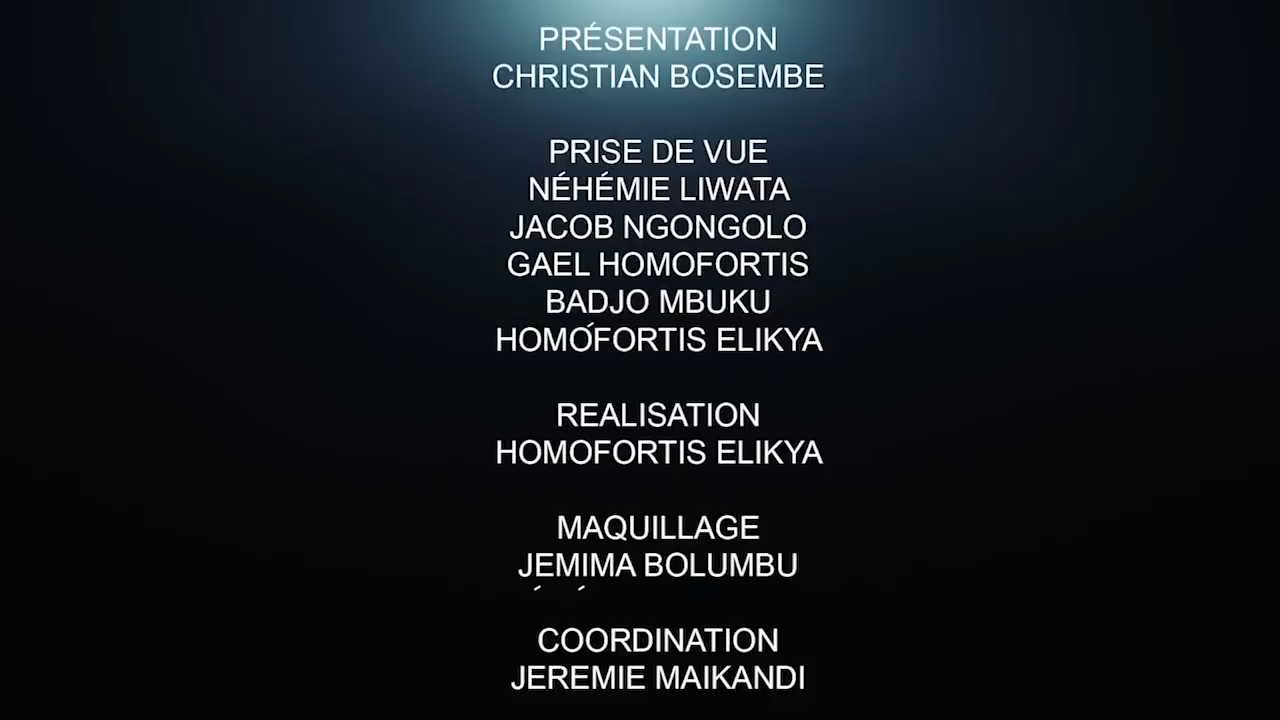 PRÉSENTATION
CHRISTIAN BOSEMBE
PRISE DE VUE
NÉHÉMIE LIWATA
JACOB NGONGOLO
GAEL HOMOFORTIS
BADJO MBUKU
HOMOFORTIS ELIKYA
REALISATION
HOMOFORTIS ELIKYA
MAQUILLAGE
JEMIMA BOLUMBU
COORDINATION
JEREMIE MAIKANDI